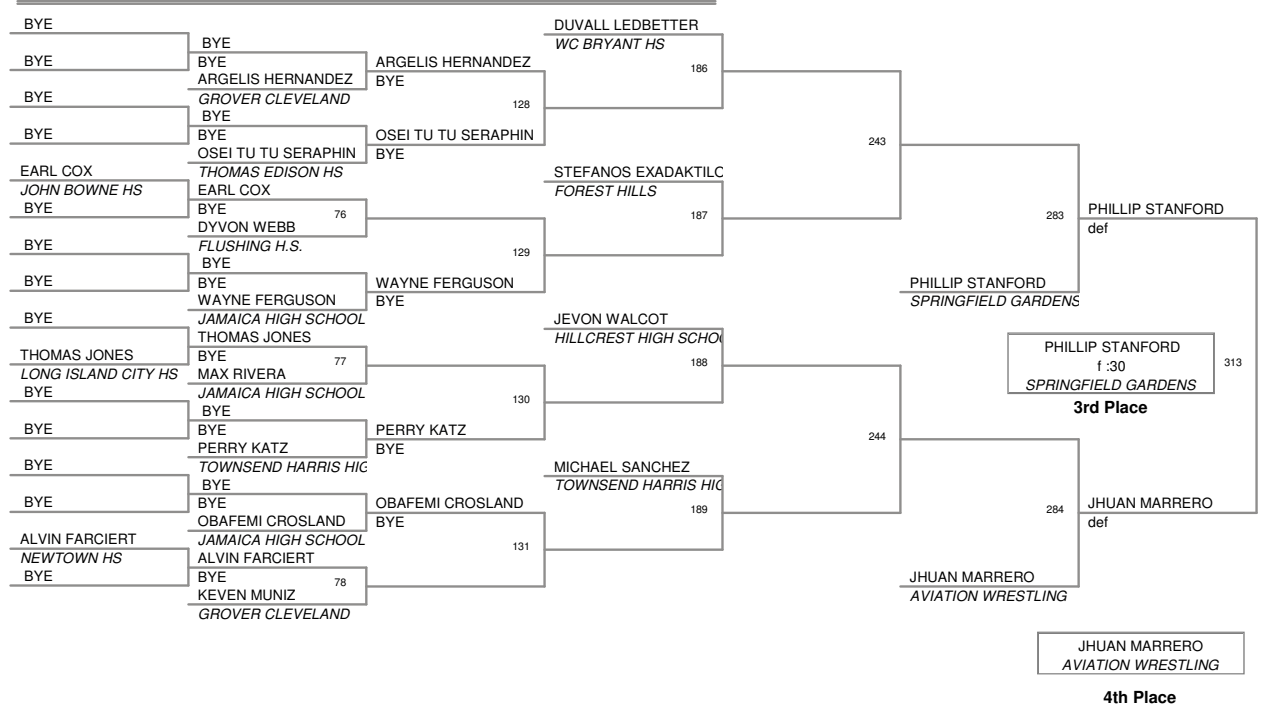 BYE
BYE
BYE
BYE
EARL COX
JOHN BOWNE HS
BYE
BYE
BYE
BYE
THOMAS JONES
LONG ISLAND CITY HS
BYE
BYE
BYE
BYE
ALVIN FARCIERT
NEWTOWN HS
BYE
BYE
BYE
ARGELIS HERNANDEZ
GROVER CLEVELAND
BYE
BYE
OSEI TU TU SERAPHIN
THOMAS EDISON HS
EARL COX
BYE
76
DYVON WEBB
FLUSHING H.S.
BYE
BYE
WAYNE FERGUSON
JAMAICA HIGH SCHOOL
THOMAS JONES
BYE
77
MAX RIVERA
JAMAICA HIGH SCHOOL
BYE
BYE
PERRY KATZ
TOWNSEND HARRIS HIG
BYE
BYE
OBAFEMI CROSLAND
JAMAICA HIGH SCHOOL
ALVIN FARCIERT
BYE
78
KEVEN MUNIZ
GROVER CLEVELAND
ARGELIS HERNANDEZ
BYE
128
OSEI TU TU SERAPHIN
BYE
129
WAYNE FERGUSON
BYE
130
PERRY KATZ
BYE
OBAFEMI CROSLAND
BYE
131
DUVALL LEDBETTER
WC BRYANT HS
186
STEFANOS EXADAKTILO
FOREST HILLS
187
JEVON WALCOT
HILLCREST HIGH SCHOO
188
MICHAEL SANCHEZ
TOWNSEND HARRIS HIG
189
243
PHILLIP STANFORD
SPRINGFIELD GARDENS
244
JHUAN MARRERO
AVIATION WRESTLING
283
284
PHILLIP STANFORD
def
JHUAN MARRERO
def
313
PHILLIP STANFORD
f :30
SPRINGFIELD GARDENS
3rd Place
JHUAN MARRERO
AVIATION WRESTLING
4th Place